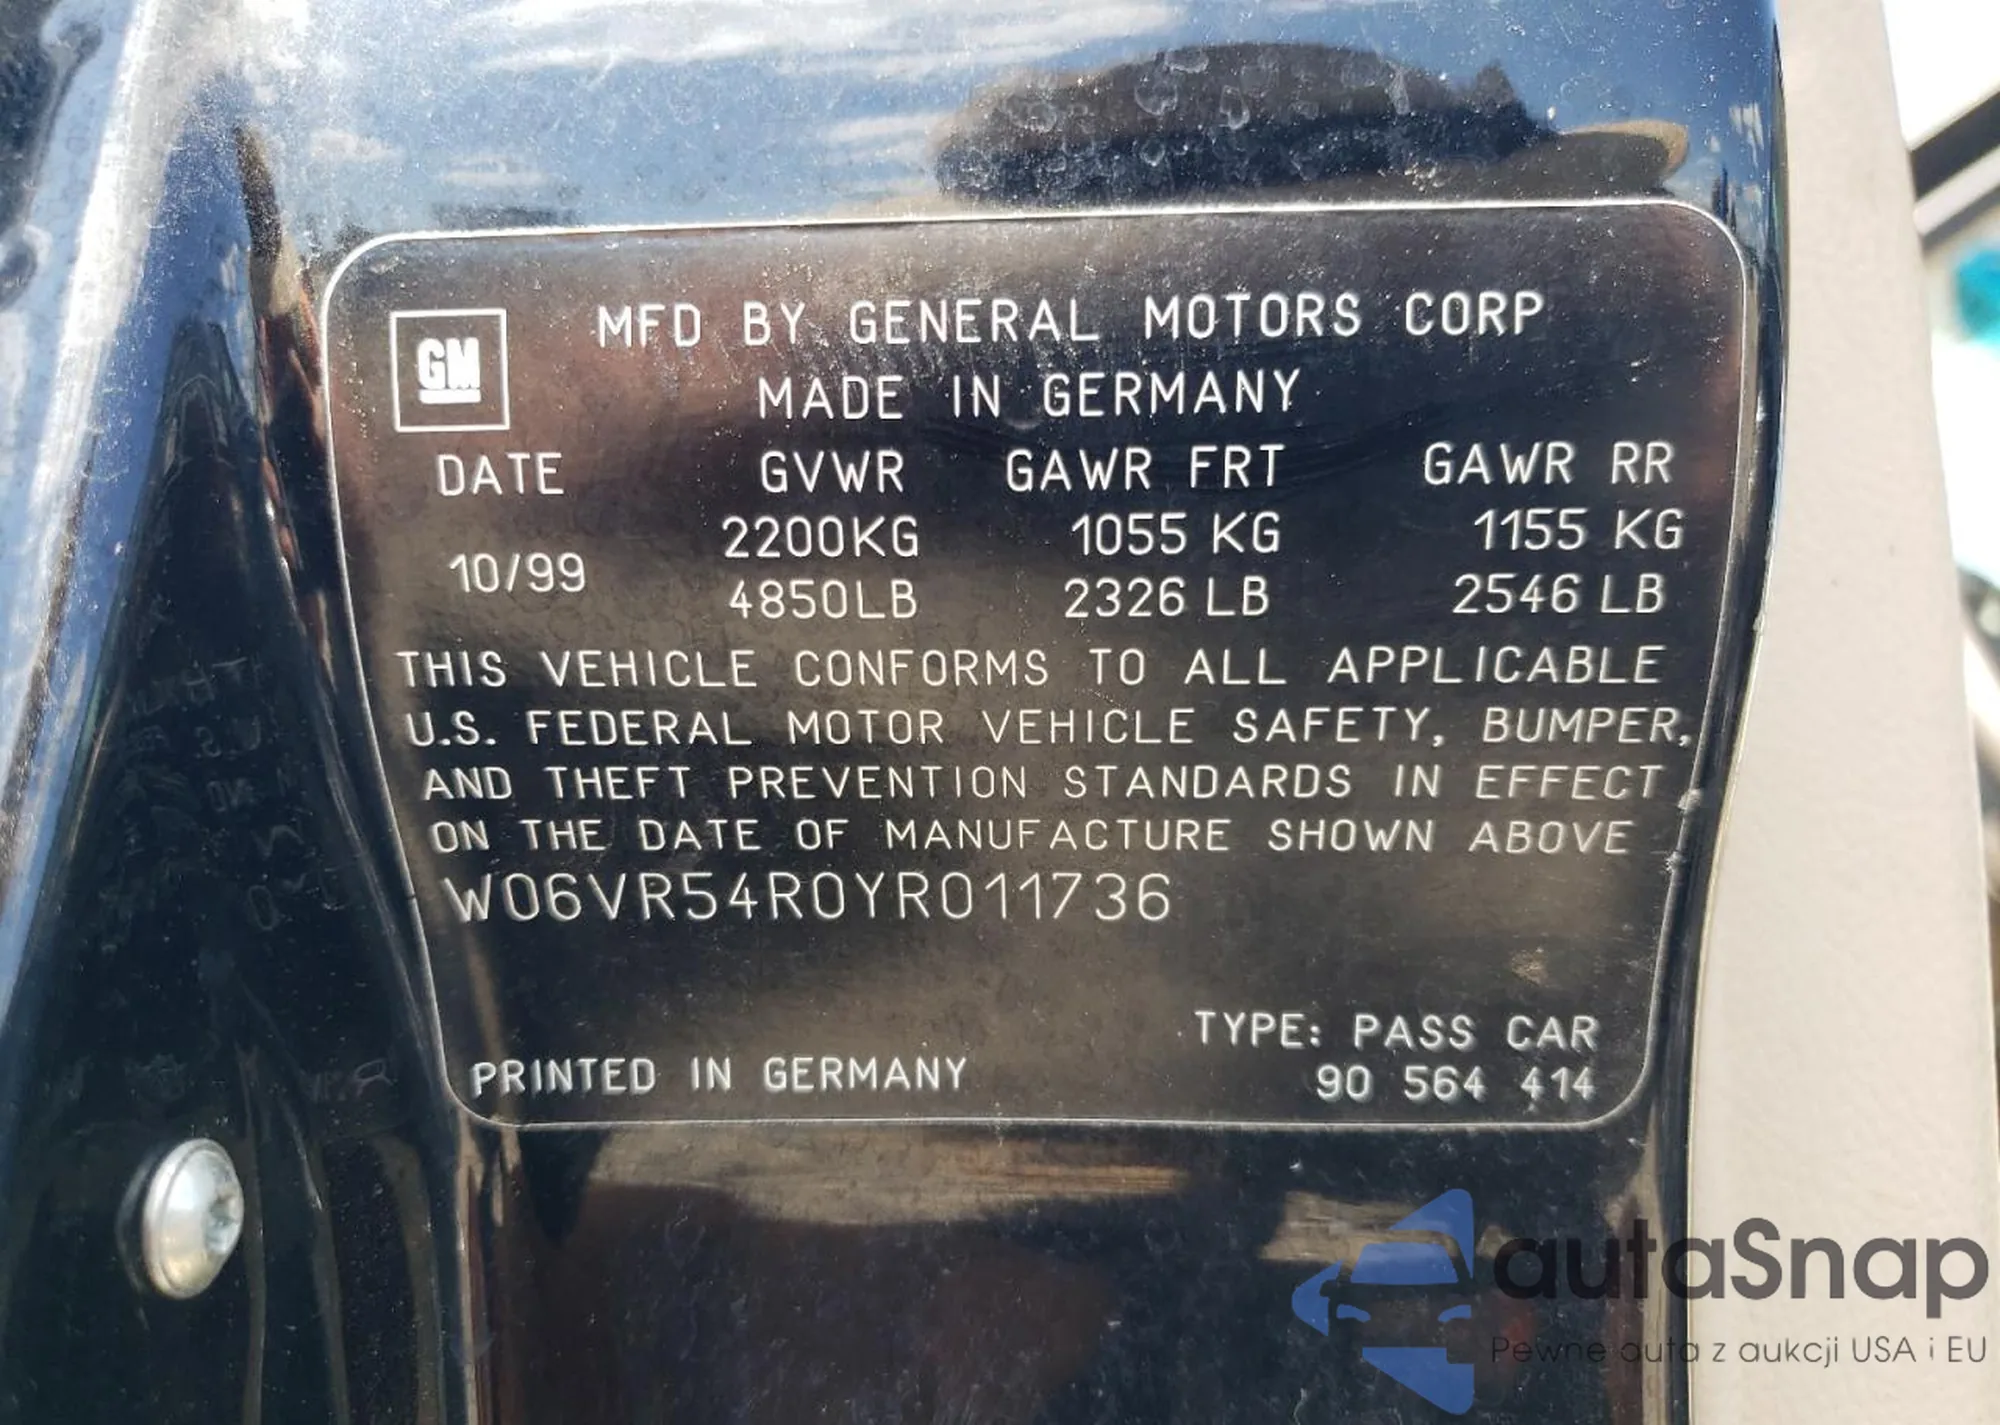 GM
MFD BY GENERAL MOTORS CORP
MADE IN GERMANY
DATE GVWR GAWR FRT GAWR RR
2200KG 1055 KG 1155 KG
10/99 4850LB 2326 LB 2546 LB
THIS VEHICLE CONFORMS TO ALL APPLICABLE
U.S. FEDERAL MOTOR VEHICLE SAFETY, BUMPER,
AND THEFT PREVENTION STANDARDS IN EFFECT
ON THE DATE OF MANUFACTURE SHOWN ABOVE
W06VR54R0YR011736
TYPE: PASS CAR
PRINTED IN GERMANY 90 564 414
autaSnap
Pewne auta z aukcji USA i EU